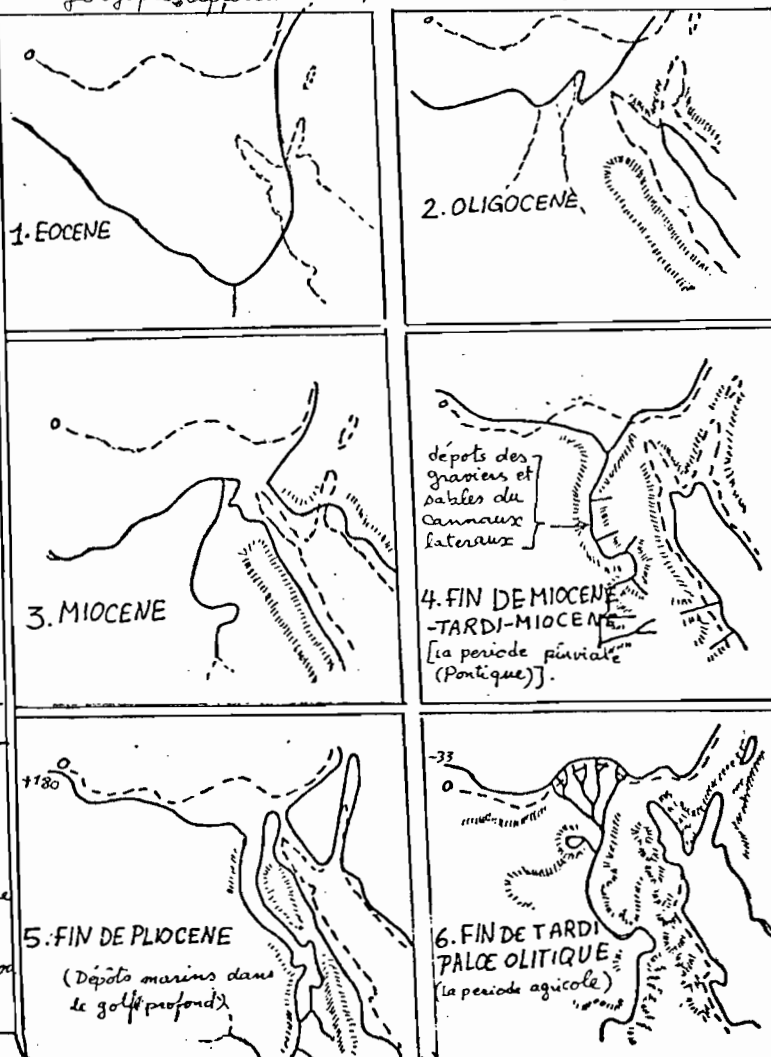 1. EOCENE
2. OLIGOCENE
3. MIOCENE
dépots des
graviers et
sables du
cannaux
lateraux
4. FIN DE MIOCENE
-TARDI-MIOCENE
[la periode pluviale
(Pontique)].
+180
5. FIN DE PLIOCENE
(Dépôts marins dans
le golf profond)
-33
6. FIN DE TARDI
PALŒOLITIQUE
(la periode agricole)